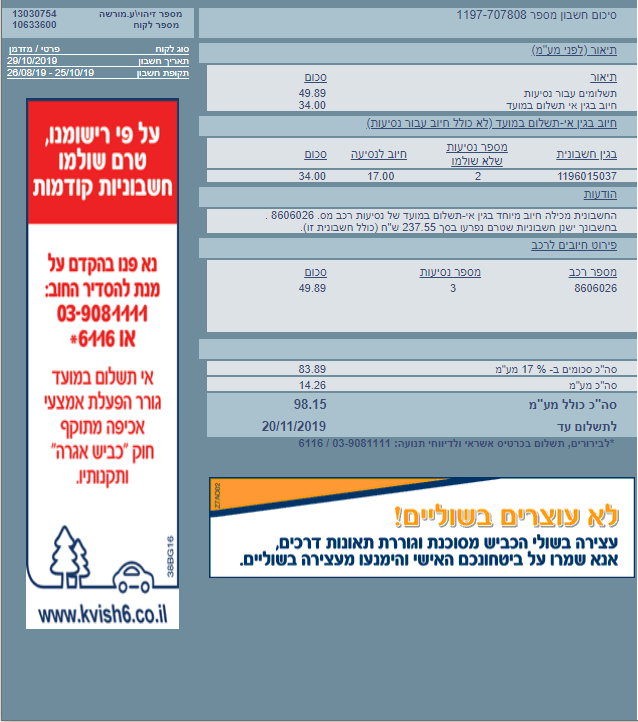 סיכום חשבון מספר 1197-707808
מספר זיהוי\ע.מורשה 13030754
מספר לקוח 10633600
סוג לקוח פרטי / מזדמן
תאריך חשבון 29/10/2019
תקופת חשבון 26/08/19 - 25/10/19
תיאור (לפני מע"מ)
תיאור סכום
תשלומים עבור נסיעות 49.89
חיוב בגין אי תשלום במועד 34.00
חיוב בגין אי-תשלום במועד (לא כולל חיוב עבור נסיעות)
בגין חשבונית מספר נסיעות שלא שולמו חיוב לנסיעה סכום
1196015037 2 17.00 34.00
הודעות
החשבונית מכילה חיוב מיוחד בגין אי-תשלום במועד של נסיעות רכב מס. 8606026 .
בחשבונך ישנן חשבוניות שטרם נפרעו בסך 237.55 ש"ח (כולל חשבונית זו).
פירוט חיובים לרכב
מספר רכב מספר נסיעות סכום
8606026 3 49.89
סה"כ סכומים ב- 17 % מע"מ 83.89
סה"כ מע"מ 14.26
סה"כ כולל מע"מ 98.15
לתשלום עד 20/11/2019
*לבירורים, תשלום בכרטיס אשראי ולדיווחי תנועה: 03-9081111 / 6116
על פי רישומנו,
טרם שולמו
חשבוניות קודמות
נא פנו בהקדם על
מנת להסדיר החוב:
03-9081111
או 6116*
אי תשלום במועד
גורר הפעלת אמצעי
אכיפה מתוקף
חוק "כביש אגרה"
ותקנותיו.
38BG16
www.kvish6.co.il
27AO02
לא עוצרים בשוליים!
עצירה בשולי הכביש מסוכנת וגוררת תאונות דרכים,
אנא שמרו על ביטחונכם האישי והימנעו מעצירה בשוליים.